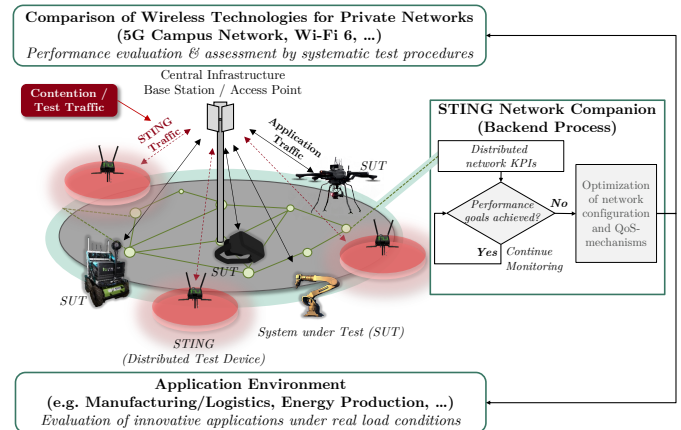 Comparison of Wireless Technologies for Private Networks
(5G Campus Network, Wi-Fi 6, ...)
Performance evaluation & assessment by systematic test procedures
Central Infrastructure
Base Station / Access Point
Contention /
Test Traffic
STING
Traffic
Application
Traffic
SUT
SUT
SUT
System under Test (SUT)
STING
(Distributed Test Device)
STING Network Companion
(Backend Process)
Distributed
network KPIs
Performance
goals achieved?
No
Yes
Continue
Monitoring
Optimization
of network
configuration
and QoS-
mechanisms
Application Environment
(e.g. Manufacturing/Logistics, Energy Production, ...)
Evaluation of innovative applications under real load conditions